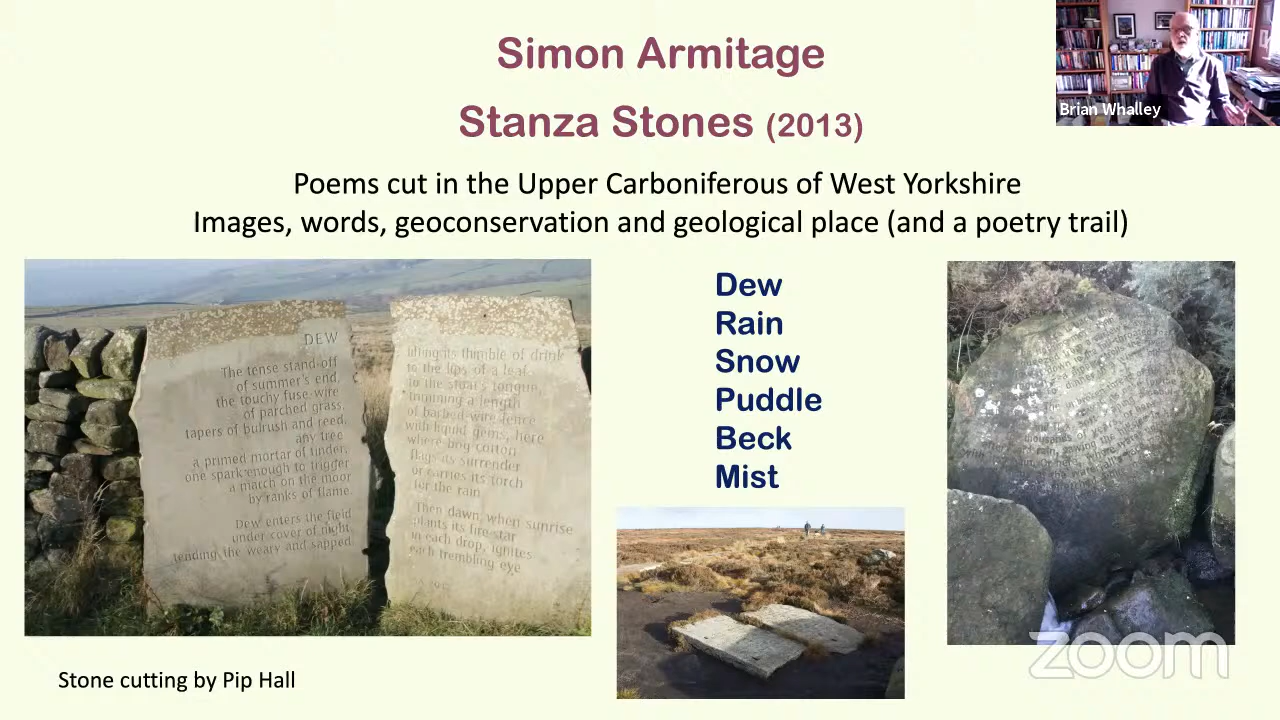 Simon Armitage
Stanza Stones (2013)
Brian Whalley
Poems cut in the Upper Carboniferous of West Yorkshire
Images, words, geoconservation and geological place (and a poetry trail)
DEW
The tense stand-off
of summer's end,
the touchy fuse-wire
of parched grass,
tapers of bulrush and reed,
any tree
a primed mortar of tinder,
one spark enough to trigger
a march on the moor
by ranks of flame.
Dew enters the field
under cover of night,
tending the weary and sapped,
lifting its thimble of drink
to the lips of a leaf,
to the stoat's tongue,
trimming a length
of barbed-wire fence
with liquid gems, here
where bog cotton
flags its surrender
or carries its torch
for the rain
Then dawn, when sunrise
plants its fire-star
in each drop, ignites
each trembling eye
Dew
Rain
Snow
Puddle
Beck
Mist
Stone cutting by Pip Hall
zoom